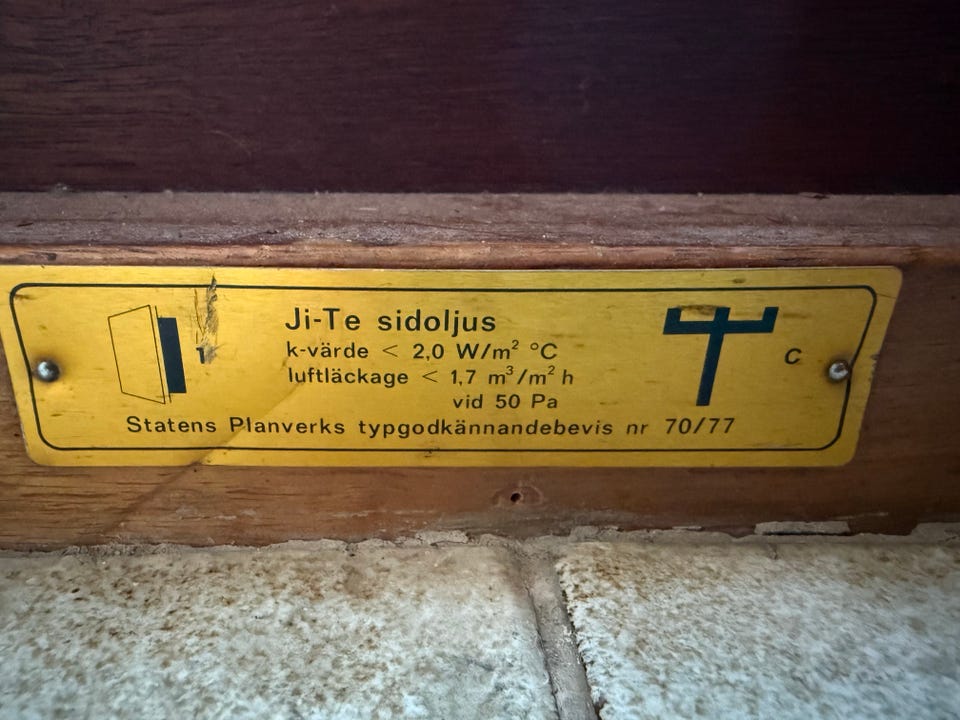 Ji-Te sidoljus
k-värde < 2,0 W/m² °C
luftläckage < 1,7 m³/m² h
vid 50 Pa
C
Statens Planverks typgodkännandebevis nr 70/77